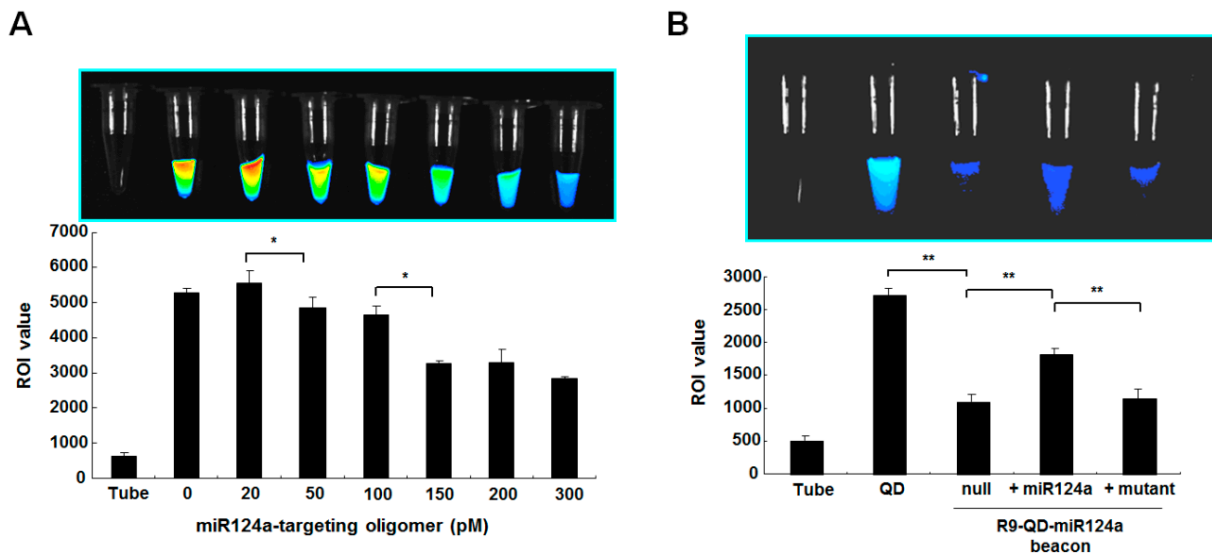 A
7000
6000
5000
4000
3000
2000
1000
0
ROI value
*
*
Tube 0 20 50 100 150 200 300
miR124a-targeting oligomer (pM)
B
3000
2500
2000
1500
1000
500
0
ROI value
**
**
**
Tube QD null + miR124a + mutant
R9-QD-miR124a
beacon